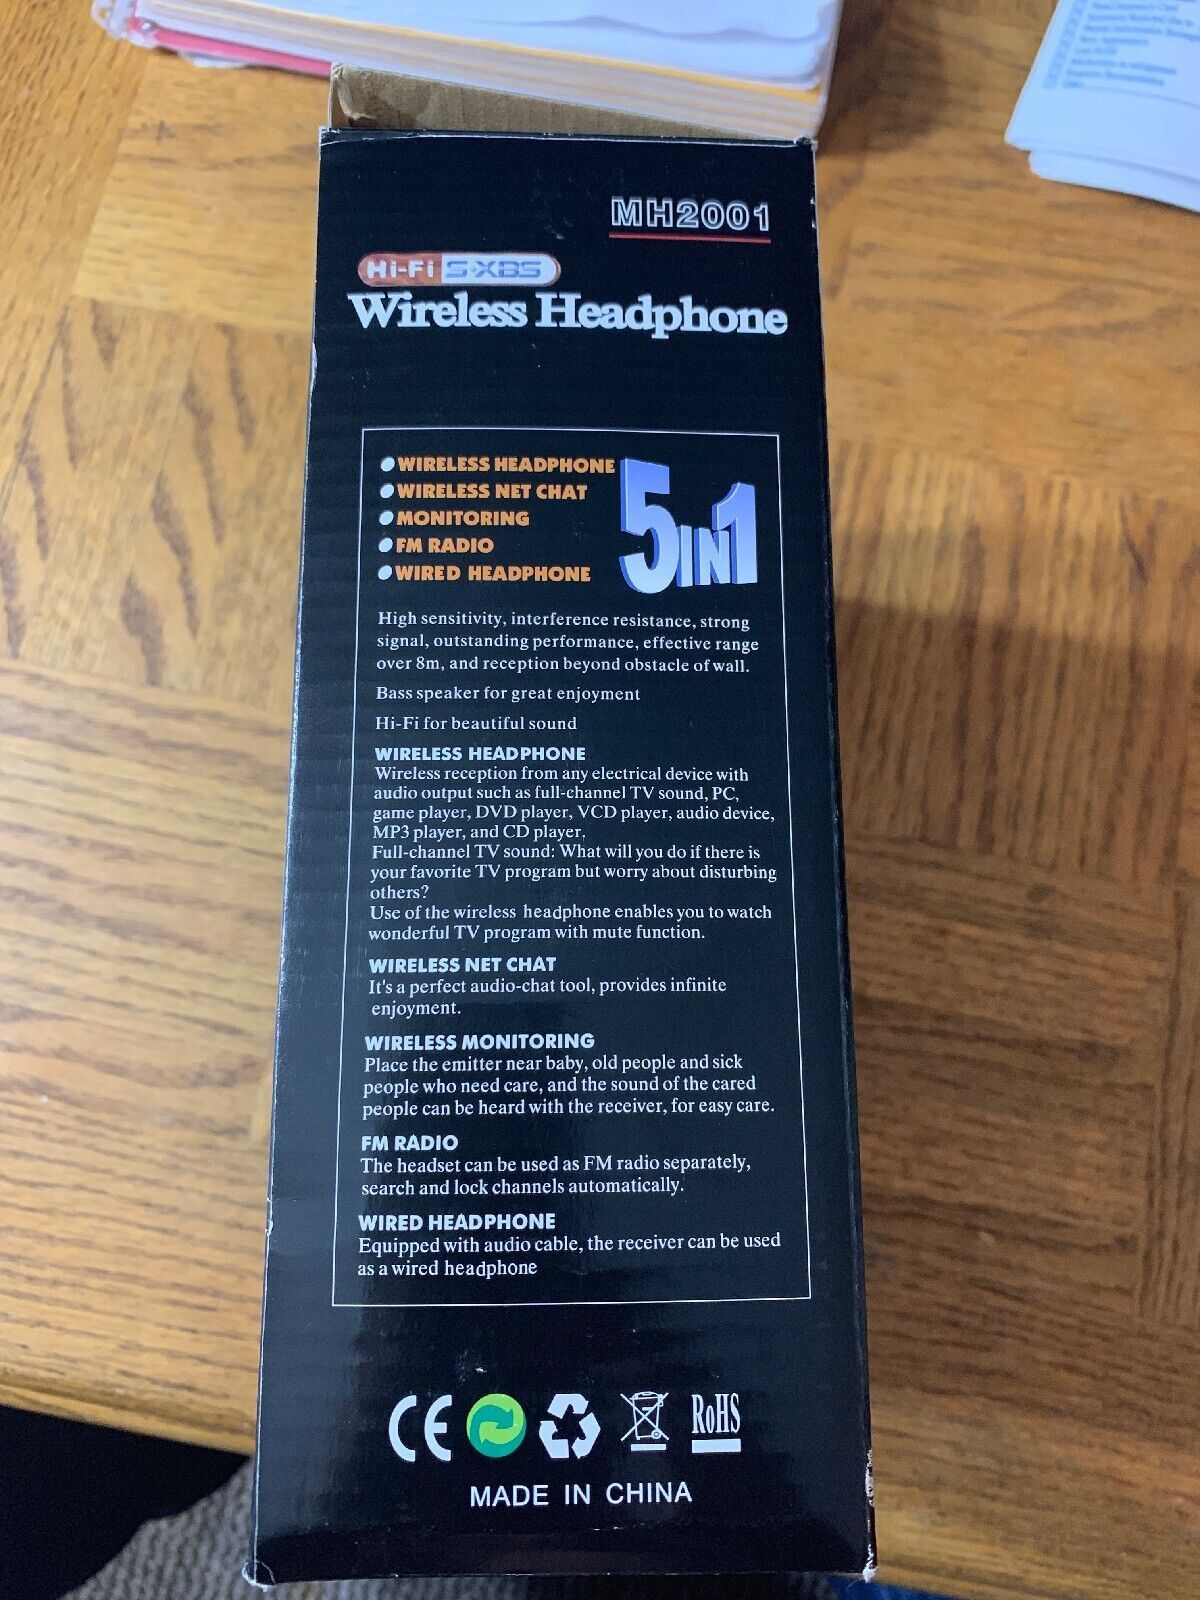 MH2001
Hi-Fi S-XBS
Wireless Headphone
WIRELESS HEADPHONE
WIRELESS NET CHAT
MONITORING
FM RADIO
WIRED HEADPHONE
5 IN 1
High sensitivity, interference resistance, strong
signal, outstanding performance, effective range
over 8m, and reception beyond obstacle of wall.
Bass speaker for great enjoyment
Hi-Fi for beautiful sound
WIRELESS HEADPHONE
Wireless reception from any electrical device with
audio output such as full-channel TV sound, PC,
game player, DVD player, VCD player, audio device,
MP3 player, and CD player.
Full-channel TV sound: What will you do if there is
your favorite TV program but worry about disturbing
others?
Use of the wireless headphone enables you to watch
wonderful TV program with mute function.
WIRELESS NET CHAT
It's a perfect audio-chat tool, provides infinite
enjoyment.
WIRELESS MONITORING
Place the emitter near baby, old people and sick
people who need care, and the sound of the cared
people can be heard with the receiver, for easy care.
FM RADIO
The headset can be used as FM radio separately,
search and lock channels automatically.
WIRED HEADPHONE
Equipped with audio cable, the receiver can be used
as a wired headphone
CE
RoHS
MADE IN CHINA